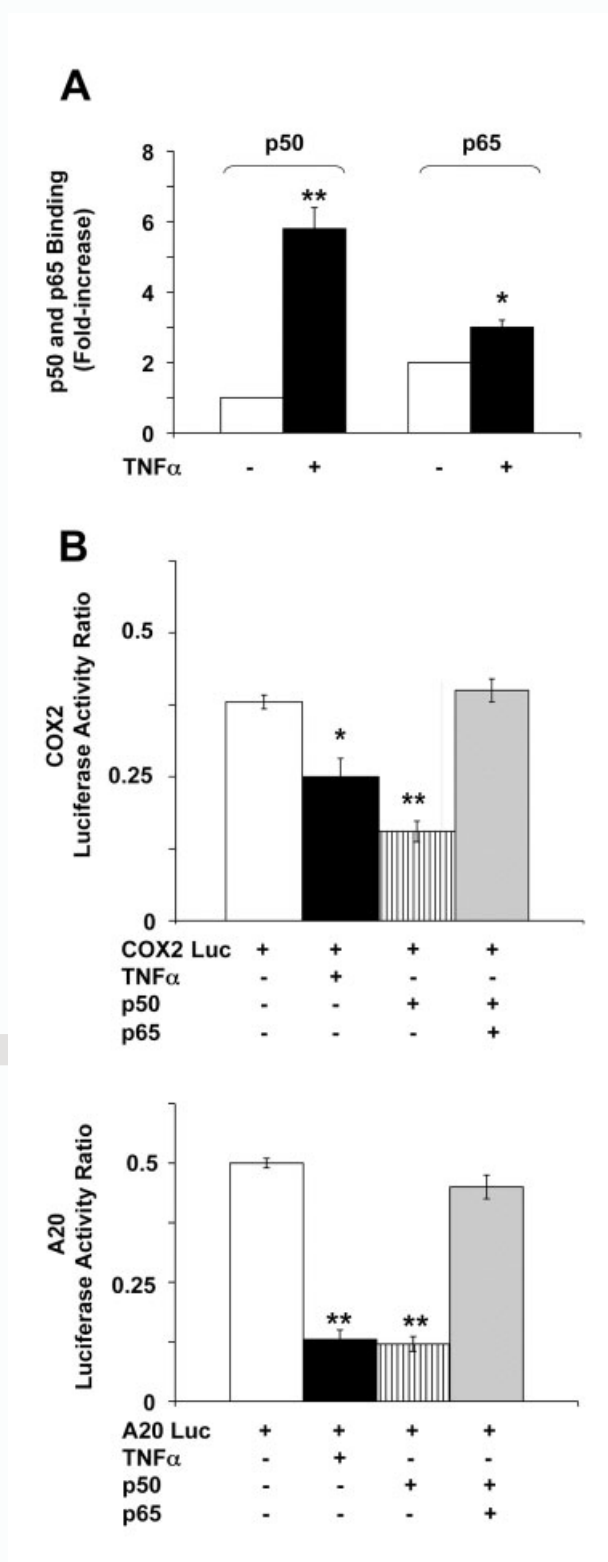 A
p50 p65
8
**
6
4
*
2
0
p50 and p65 Binding
(Fold-increase)
TNFα - + - +
B
0.5
*
0.25
**
0
COX2
Luciferase Activity Ratio
COX2 Luc + + + +
TNFα - + - -
p50 - - + +
p65 - - - +
0.5
0.25
** **
0
A20
Luciferase Activity Ratio
A20 Luc + + + +
TNFα - + - -
p50 - - + +
p65 - - - +